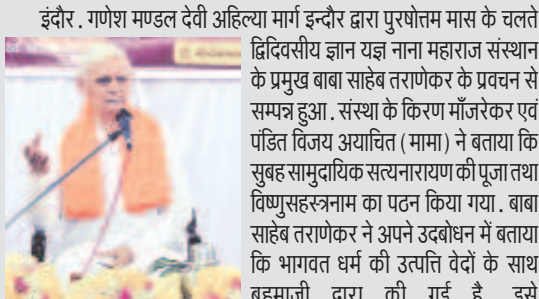 इंदौर. गणेश मण्डल देवी अहिल्या मार्ग इन्दौर द्वारा पुरषोत्तम मास के चलते
द्विदिवसीय ज्ञान यज्ञ नाना महाराज संस्थान
के प्रमुख बाबा साहेब तराणेकर के प्रवचन से
सम्पन्न हुआ. संस्था के किरण माँजरेकर एवं
पंडित विजय अयाचित (मामा) ने बताया कि
सुबह सामुदायिक सत्यनारायण की पूजा तथा
विष्णुसहस्त्रनाम का पठन किया गया. बाबा
साहेब तराणेकर ने अपने उदबोधन में बताया
कि भागवत धर्म की उत्पत्ति वेदों के साथ
ब्रह्माजी द्वारा की गई है इसे